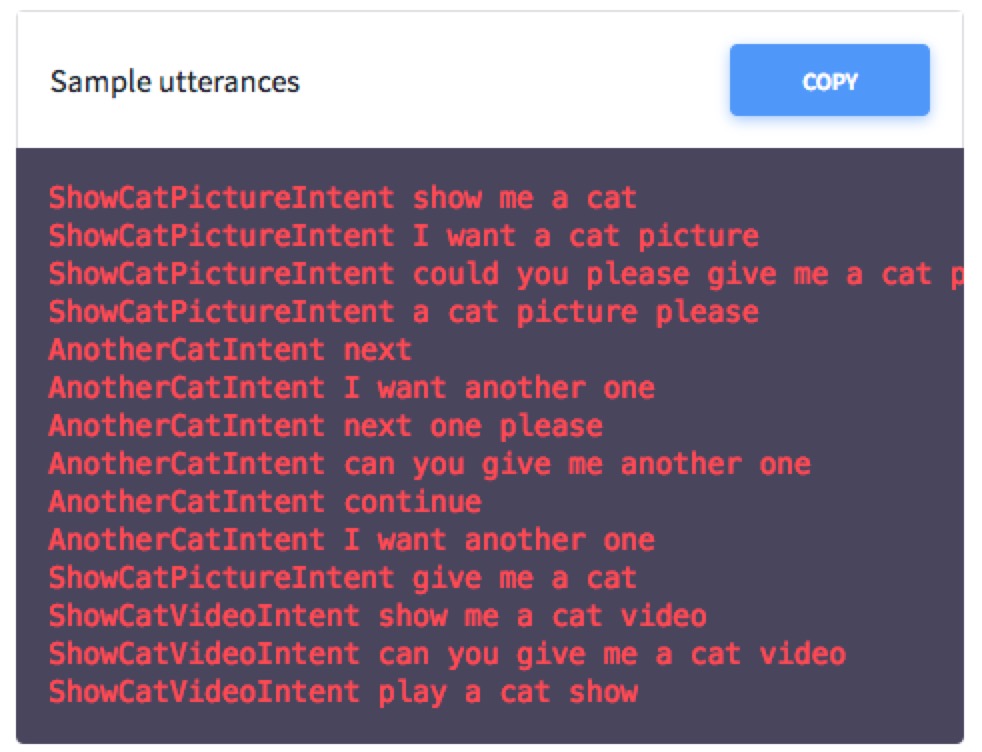 Sample utterances
COPY
ShowCatPictureIntent show me a cat
ShowCatPictureIntent I want a cat picture
ShowCatPictureIntent could you please give me a cat
ShowCatPictureIntent a cat picture please
AnotherCatIntent next
AnotherCatIntent I want another one
AnotherCatIntent next one please
AnotherCatIntent can you give me another one
AnotherCatIntent continue
AnotherCatIntent I want another one
ShowCatPictureIntent give me a cat
ShowCatVideoIntent show me a cat video
ShowCatVideoIntent can you give me a cat video
ShowCatVideoIntent play a cat show